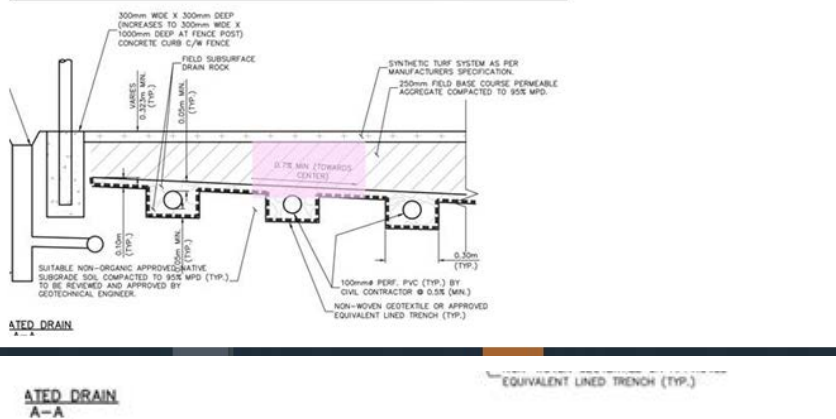 300mm WIDE X 300mm DEEP
(INCREASES TO 300mm WIDE X
1000mm DEEP AT FENCE POST)
CONCRETE CURB C/W FENCE
FIELD SUBSURFACE
DRAIN ROCK
SYNTHETIC TURF SYSTEM AS PER
MANUFACTURERS SPECIFICATION.
250mm FIELD BASE COURSE PERMEABLE
AGGREGATE COMPACTED TO 95% MPD.
VARIES
0.323m MIN.
(TYP.)
0.05m MIN.
(TYP.)
0.7% MIN (TOWARDS
CENTER)
0.10m
(TYP.)
0.05m MIN.
(TYP.)
0.30m
(TYP.)
SUITABLE NON-ORGANIC APPROVED NATIVE
SUBGRADE SOIL COMPACTED TO 95% MPD (TYP.)
TO BE REVIEWED AND APPROVED BY
GEOTECHNICAL ENGINEER.
100mmø PERF. PVC (TYP.) BY
CIVIL CONTRACTOR @ 0.5% (MIN.)
NON-WOVEN GEOTEXTILE OR APPROVED
EQUIVALENT LINED TRENCH (TYP.)
ATED DRAIN
A-A
EQUIVALENT LINED TRENCH (TYP.)
ATED DRAIN
A-A